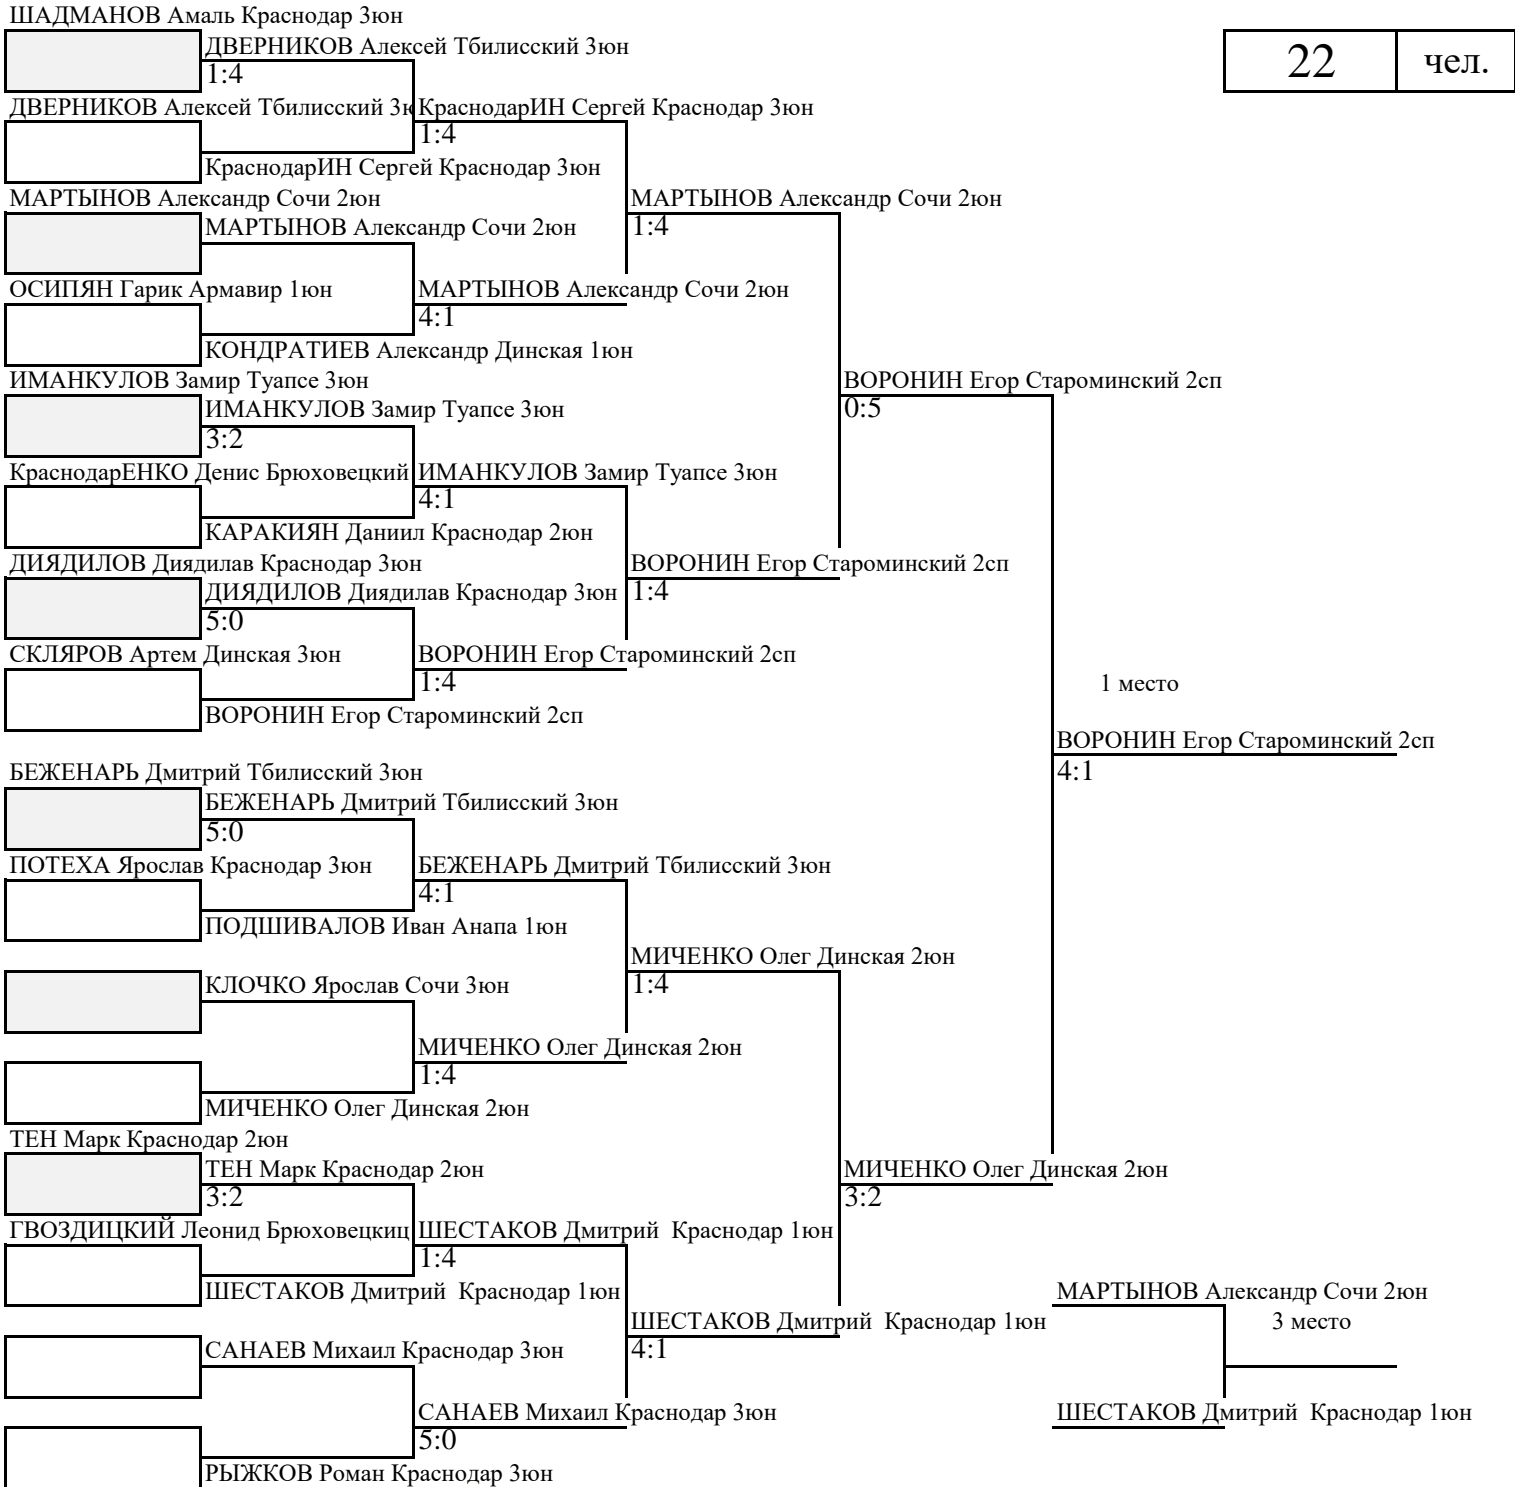 ШАДМАНОВ Амаль Краснодар 3юн
ДВЕРНИКОВ Алексей Тбилисский 3юн
22 чел.
1:4
ДВЕРНИКОВ Алексей Тбилисский 3ю
КраснодарИН Сергей Краснодар 3юн
1:4
КраснодарИН Сергей Краснодар 3юн
МАРТЫНОВ Александр Сочи 2юн
МАРТЫНОВ Александр Сочи 2юн
МАРТЫНОВ Александр Сочи 2юн
1:4
ОСИПЯН Гарик Армавир 1юн
МАРТЫНОВ Александр Сочи 2юн
4:1
КОНДРАТИЕВ Александр Динская 1юн
ИМАНКУЛОВ Замир Туапсе 3юн
ВОРОНИН Егор Староминский 2сп
ИМАНКУЛОВ Замир Туапсе 3юн
0:5
3:2
КраснодарЕНКО Денис Брюховецкий
ИМАНКУЛОВ Замир Туапсе 3юн
4:1
КАРАКИЯН Даниил Краснодар 2юн
ДИЯДИЛОВ Диядилав Краснодар 3юн
ВОРОНИН Егор Староминский 2сп
ДИЯДИЛОВ Диядилав Краснодар 3юн
1:4
5:0
СКЛЯРОВ Артем Динская 3юн
ВОРОНИН Егор Староминский 2сп
1:4
1 место
ВОРОНИН Егор Староминский 2сп
ВОРОНИН Егор Староминский 2сп
4:1
БЕЖЕНАРЬ Дмитрий Тбилисский 3юн
БЕЖЕНАРЬ Дмитрий Тбилисский 3юн
5:0
ПОТЕХА Ярослав Краснодар 3юн
БЕЖЕНАРЬ Дмитрий Тбилисский 3юн
4:1
ПОДШИВАЛОВ Иван Анапа 1юн
МИЧЕНКО Олег Динская 2юн
1:4
КЛОЧКО Ярослав Сочи 3юн
МИЧЕНКО Олег Динская 2юн
1:4
МИЧЕНКО Олег Динская 2юн
ТЕН Марк Краснодар 2юн
ТЕН Марк Краснодар 2юн
МИЧЕНКО Олег Динская 2юн
3:2
3:2
ГВОЗДИЦКИЙ Леонид Брюховецкиц
ШЕСТАКОВ Дмитрий Краснодар 1юн
1:4
ШЕСТАКОВ Дмитрий Краснодар 1юн
МАРТЫНОВ Александр Сочи 2юн
ШЕСТАКОВ Дмитрий Краснодар 1юн
3 место
САНАЕВ Михаил Краснодар 3юн
4:1
САНАЕВ Михаил Краснодар 3юн
ШЕСТАКОВ Дмитрий Краснодар 1юн
5:0
РЫЖКОВ Роман Краснодар 3юн